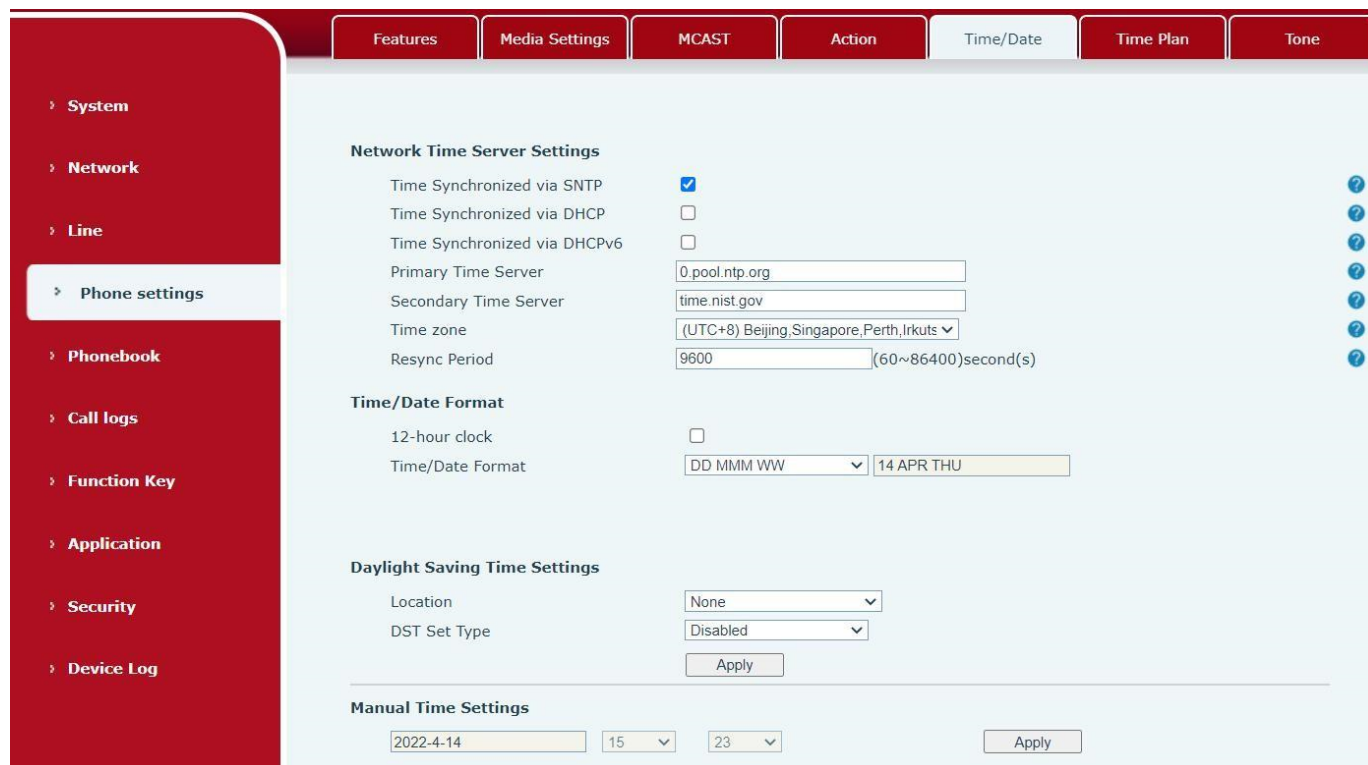 Features Media Settings MCAST Action Time/Date Time Plan Tone
System
Network
Line
Phone settings
Phonebook
Call logs
Function Key
Application
Security
Device Log
Network Time Server Settings
Time Synchronized via SNTP
Time Synchronized via DHCP
Time Synchronized via DHCPv6
Primary Time Server 0.pool.ntp.org
Secondary Time Server time.nist.gov
Time zone (UTC+8) Beijing,Singapore,Perth,Irkuts
Resync Period 9600 (60~86400)second(s)
Time/Date Format
12-hour clock
Time/Date Format DD MMM WW 14 APR THU
Daylight Saving Time Settings
Location None
DST Set Type Disabled
Apply
Manual Time Settings
2022-4-14 15 23 Apply